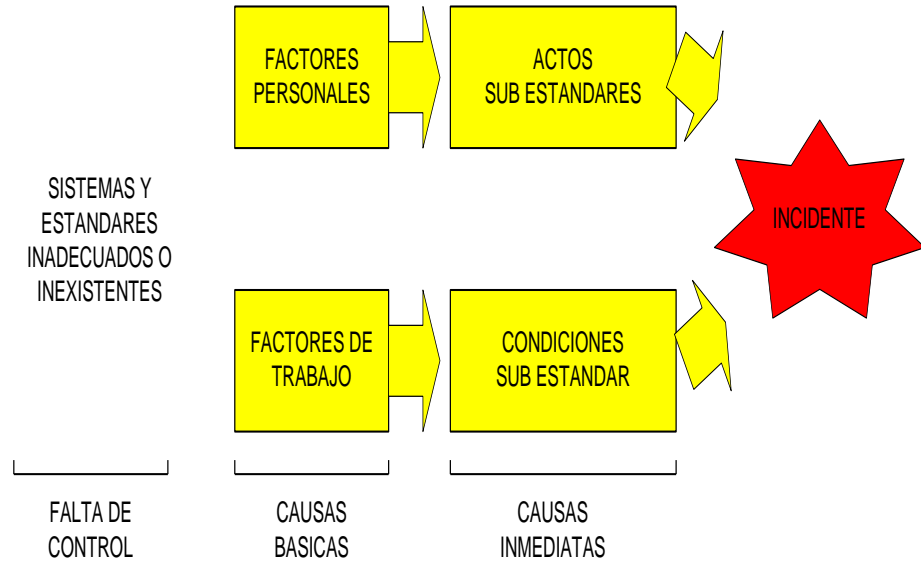 FACTORES
PERSONALES
ACTOS
SUB ESTANDARES
SISTEMAS Y
ESTANDARES
INADECUADOS O
INEXISTENTES
INCIDENTE
FACTORES DE
TRABAJO
CONDICIONES
SUB ESTANDAR
FALTA DE
CONTROL
CAUSAS
BASICAS
CAUSAS
INMEDIATAS